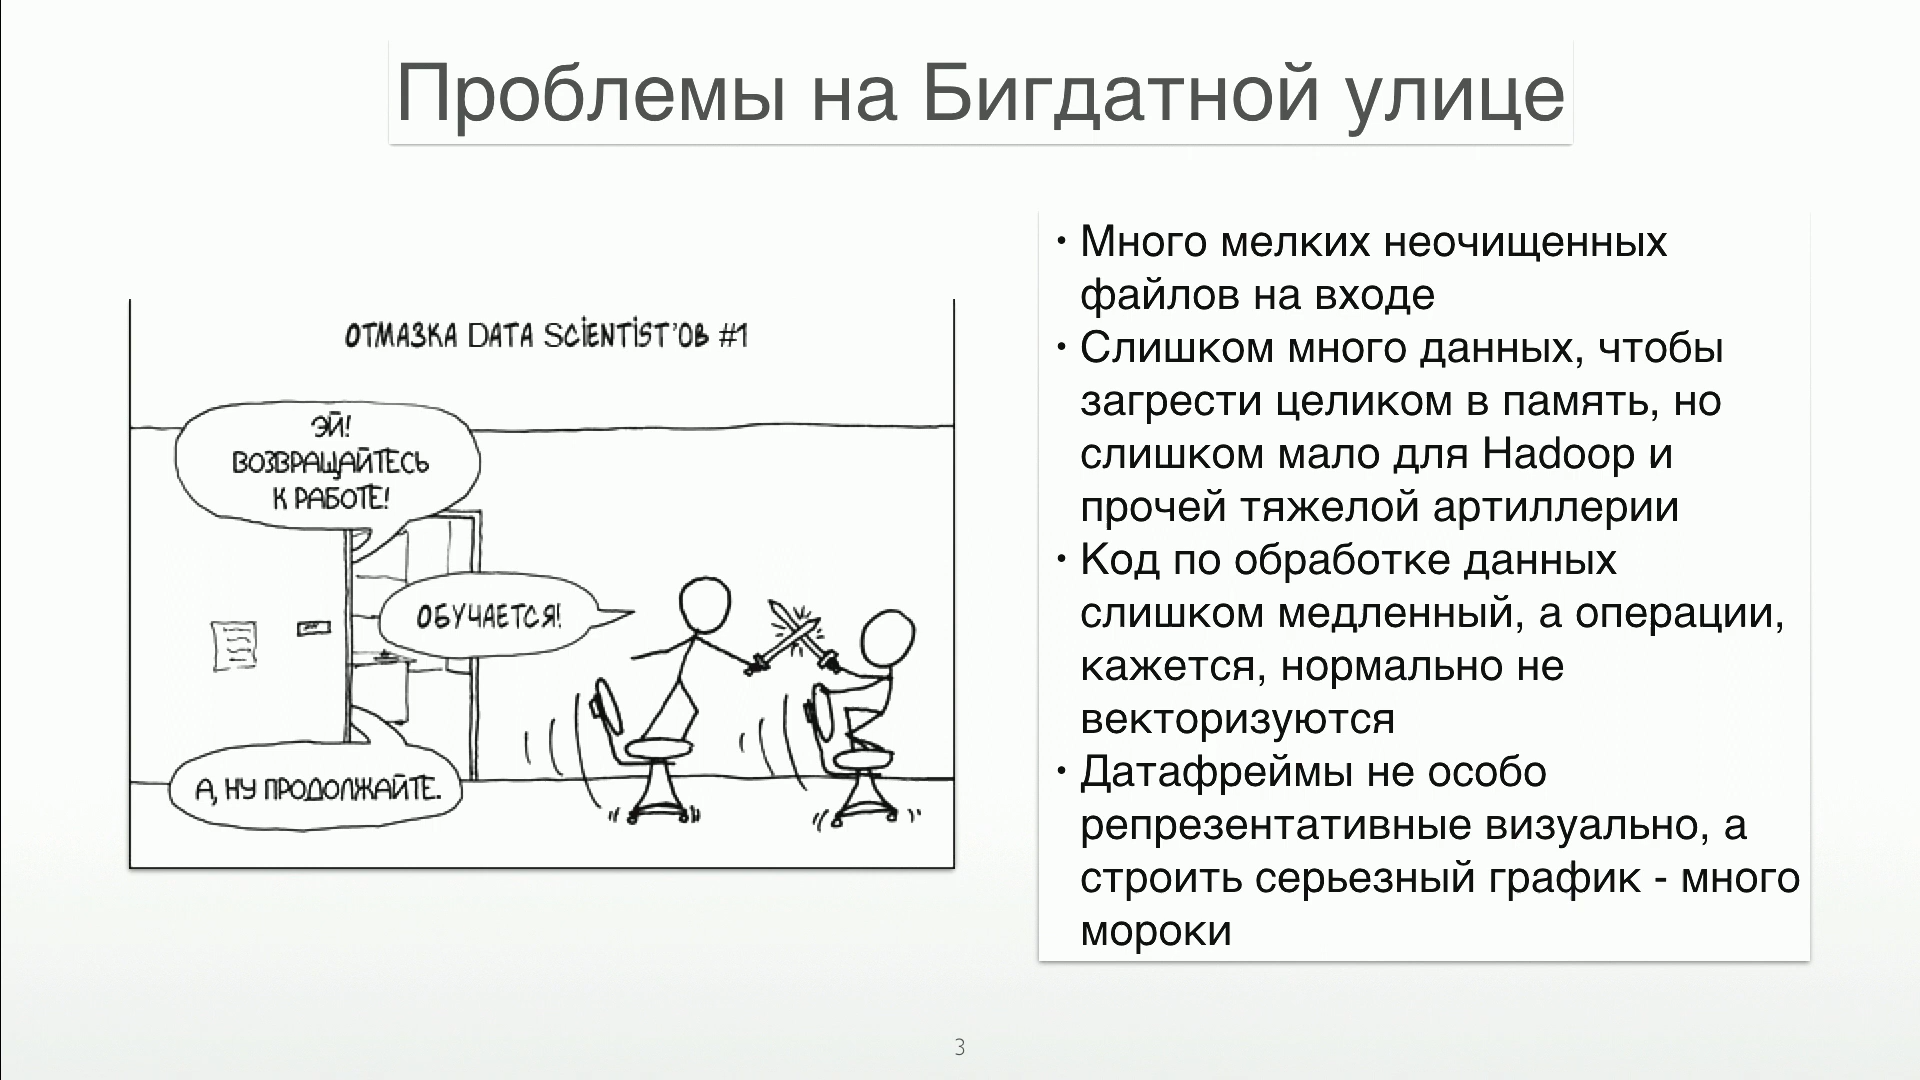 Проблемы на Бигдатной улице
ОТМАЗКА DATA SCiENTiST'ОВ #1
ЭЙ!
ВОЗВРАЩАЙТЕСЬ
К РАБОТЕ!
ОБУЧАЕТСЯ!
А, НУ ПРОДОЛЖАЙТЕ.
• Много мелких неочищенных
файлов на входе
• Слишком много данных, чтобы
загрести целиком в память, но
слишком мало для Hadoop и
прочей тяжелой артиллерии
• Код по обработке данных
слишком медленный, а операции,
кажется, нормально не
векторизуются
• Датафреймы не особо
репрезентативные визуально, а
строить серьезный график - много
мороки
3